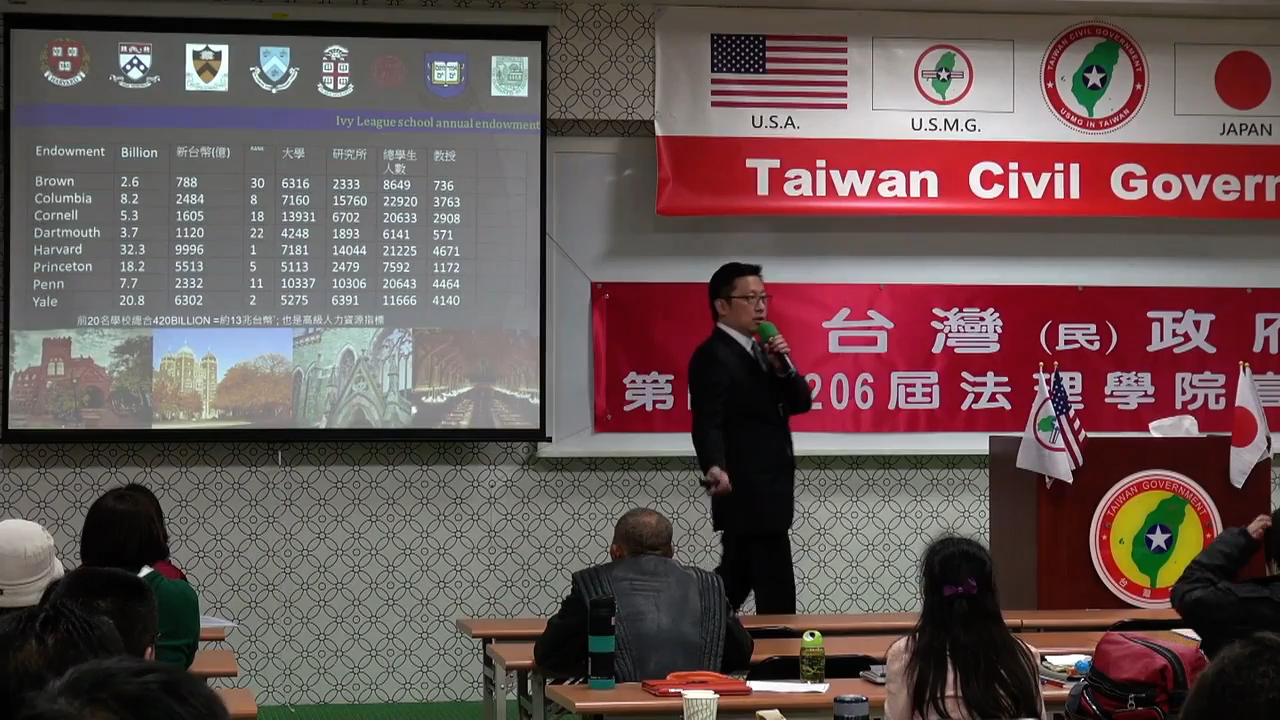 HARVARD
Ivy League school annual endowment
Endowment Billion 新台幣(億) RANK 大學 研究所 總學生人數 教授
Brown 2.6 788 30 6316 2333 8649 736
Columbia 8.2 2484 8 7160 15760 22920 3763
Cornell 5.3 1605 18 13931 6702 20633 2908
Dartmouth 3.7 1120 22 4248 1893 6141 571
Harvard 32.3 9996 1 7181 14044 21225 4671
Princeton 18.2 5513 5 5113 2479 7592 1172
Penn 7.7 2332 11 10337 10306 20643 4464
Yale 20.8 6302 2 5275 6391 11666 4140
前20名學校總合420BILLION =約13兆台幣; 也是高級人力資源指標
U.S.A.
U.S.M.G.
TAIWAN CIVIL GOVERNMENT
USMG IN TAIWAN
JAPAN
Taiwan Civil Govern
台灣(民)政府
第 206屆法理學院
TAIWAN GOVERNMENT
台灣